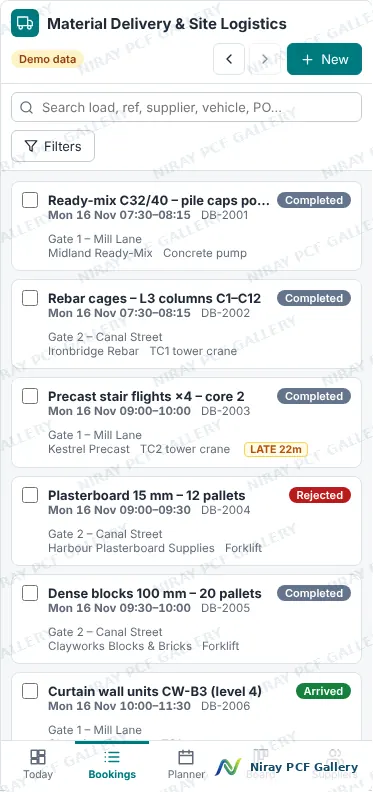 Material Delivery & Site Logistics
Demo data
New
Search load, ref, supplier, vehicle, PO...
Filters
Ready-mix C32/40 – pile caps po... Completed
Mon 16 Nov 07:30–08:15 DB-2001
Gate 1 – Mill Lane
Midland Ready-Mix Concrete pump
Rebar cages – L3 columns C1–C12 Completed
Mon 16 Nov 07:30–08:15 DB-2002
Gate 2 – Canal Street
Ironbridge Rebar TC1 tower crane
Precast stair flights ×4 – core 2 Completed
Mon 16 Nov 09:00–10:00 DB-2003
Gate 1 – Mill Lane
Kestrel Precast TC2 tower crane LATE 22m
Plasterboard 15 mm – 12 pallets Rejected
Mon 16 Nov 09:00–09:30 DB-2004
Gate 2 – Canal Street
Harbour Plasterboard Supplies Forklift
Dense blocks 100 mm – 20 pallets Completed
Mon 16 Nov 09:30–10:00 DB-2005
Gate 2 – Canal Street
Clayworks Blocks & Bricks Forklift
Curtain wall units CW-B3 (level 4) Arrived
Mon 16 Nov 10:00–11:30 DB-2006
Gate 1 – Mill Lane
Today Bookings Planner Board Suppliers
Niray PCF Gallery
NIRAY PCF GALLERY